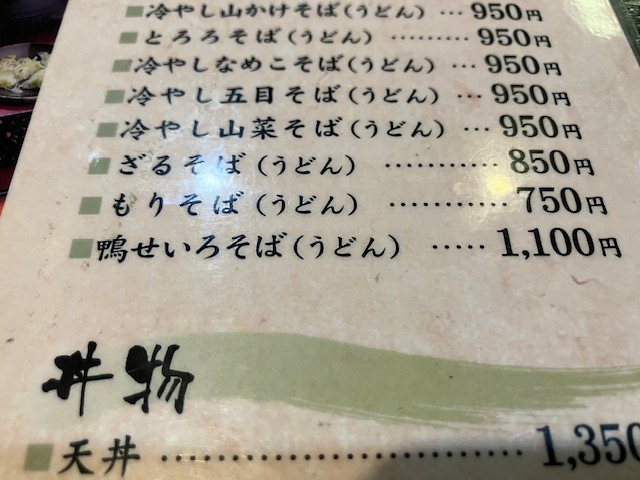 冷やし山かけそば(うどん) … 950円
とろろそば(うどん) ……… 950円
冷やしなめこそば(うどん) … 950円
冷やし五目そば(うどん) … 950円
冷やし山菜そば(うどん) … 950円
ざるそば(うどん) ………… 850円
もりそば(うどん) ………… 750円
鴨せいろそば(うどん) …… 1,100円
丼物
天丼 ……………………………… 1,350